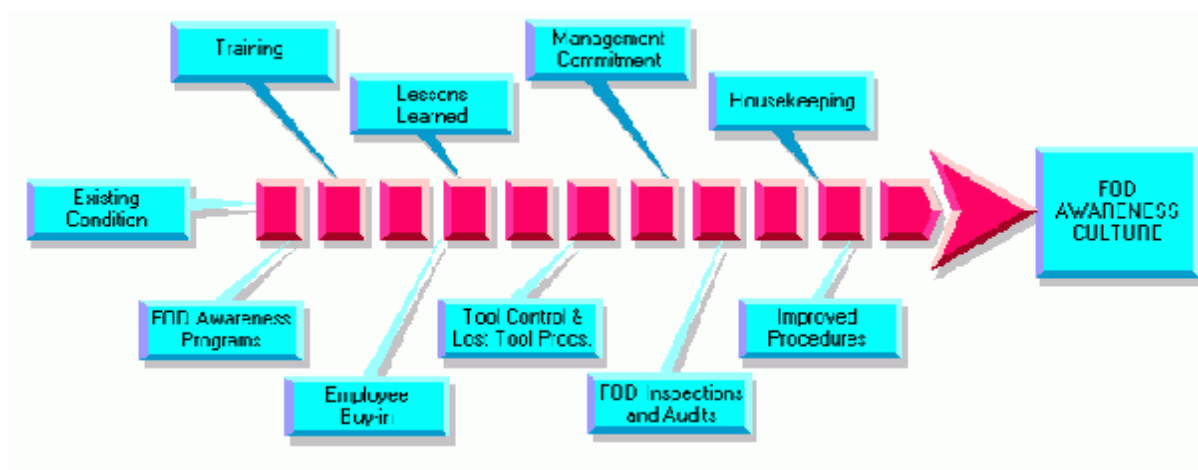 Training
Management
Commitment
Lessons
Learned
Housekeeping
Existing
Condition
FOD
AWARENESS
CULTURE
FOD Awareness
Programs
Tool Control &
Lost Tool Procs.
Improved
Procedures
Employee
Buy-in
FOD Inspections
and Audits